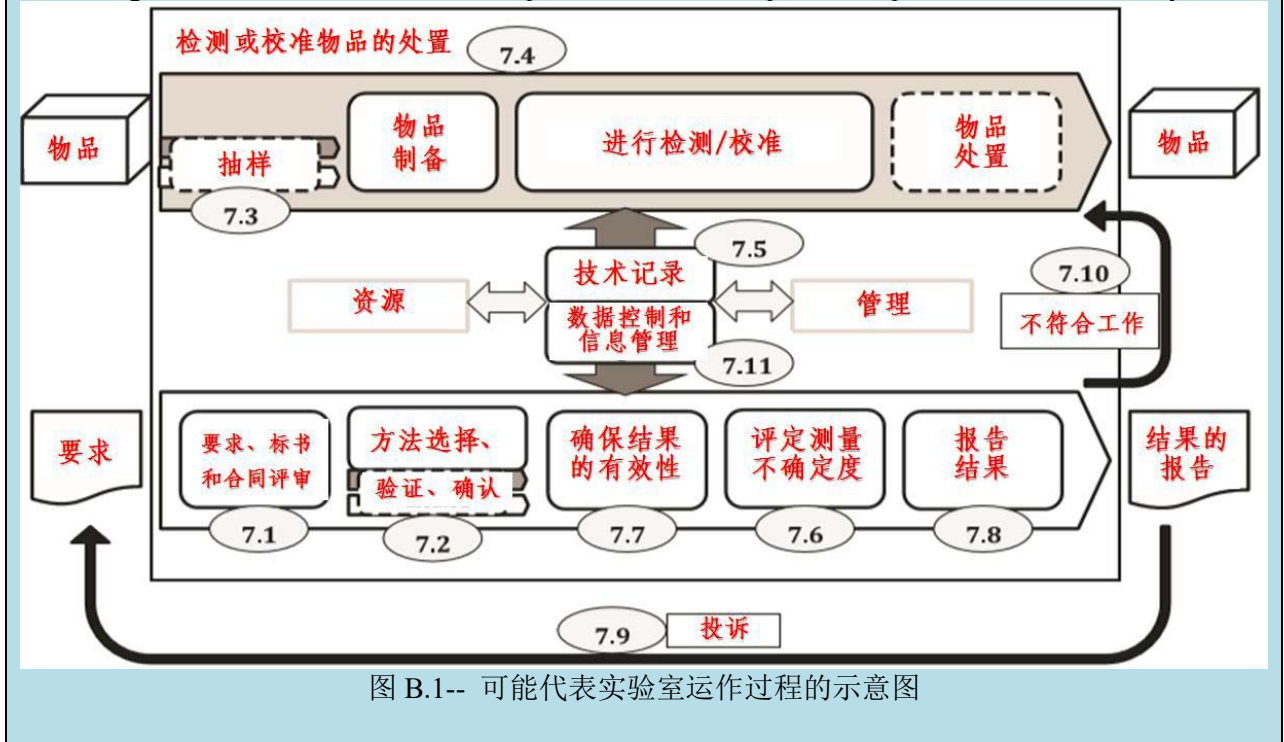 检测或校准物品的处置
7.4
物品
抽样
7.3
物品
制备
进行检测/校准
物品
处置
物品
7.5
技术记录
资源
管理
数据控制和
信息管理
7.11
7.10
不符合工作
要求
要求、标书
和合同评审
7.1
方法选择、
验证、确认
7.2
确保结果
的有效性
7.7
评定测量
不确定度
7.6
报告
结果
7.8
结果的
报告
7.9
投诉
图 B.1-- 可能代表实验室运作过程的示意图